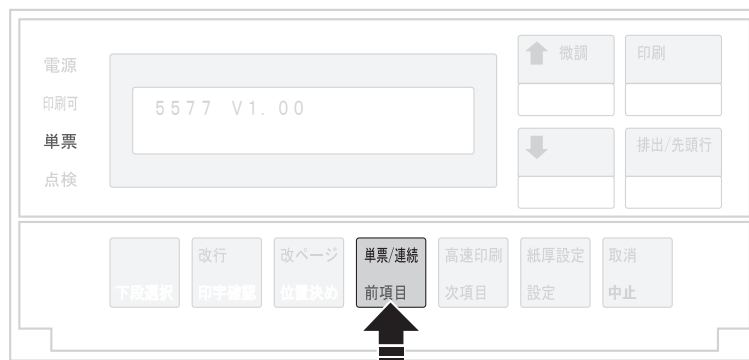 電源
印刷可
単票
点検
5577 V1.00
微調
印刷
排出/先頭行
下段選択
改行
印字確認
改ページ
位置決め
単票/連続
前項目
高速印刷
次項目
紙厚設定
設定
取消
中止